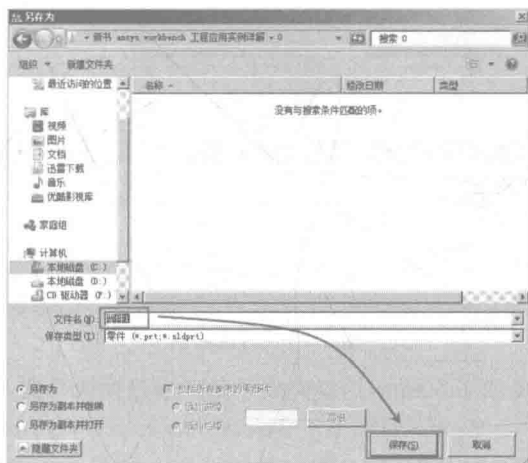 另存为
新书 ansys workbench 工程应用实例详解 ▸ 0
搜索 0
组织 新建文件夹
最近访问的位置
名称 修改日期 类型
没有与搜索条件匹配的项。
库
视频
图片
文档
迅雷下载
音乐
优酷影视库
家庭组
计算机
本地磁盘 (C:)
本地磁盘 (D:)
CD 驱动器 (F:)
文件名(N):
保存类型(T): 零件 (*.prt;*.sldprt)
另存为
另存为副本并继续
另存为副本并打开
隐藏文件夹
保存(S)
取消